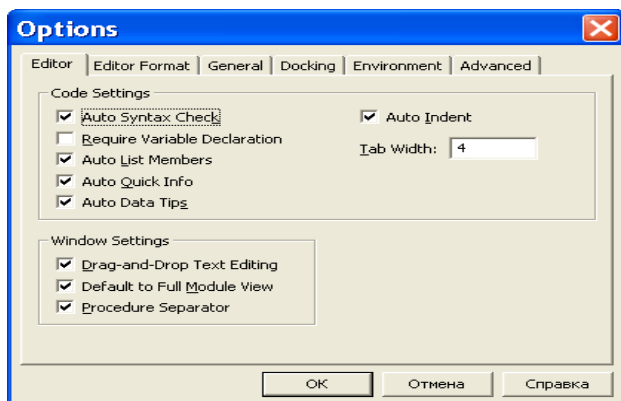 Options
Editor Editor Format General Docking Environment Advanced
Code Settings
Auto Syntax Check Auto Indent
Require Variable Declaration
Tab Width: 4
Auto List Members
Auto Quick Info
Auto Data Tips
Window Settings
Drag-and-Drop Text Editing
Default to Full Module View
Procedure Separator
OK Отмена Справка